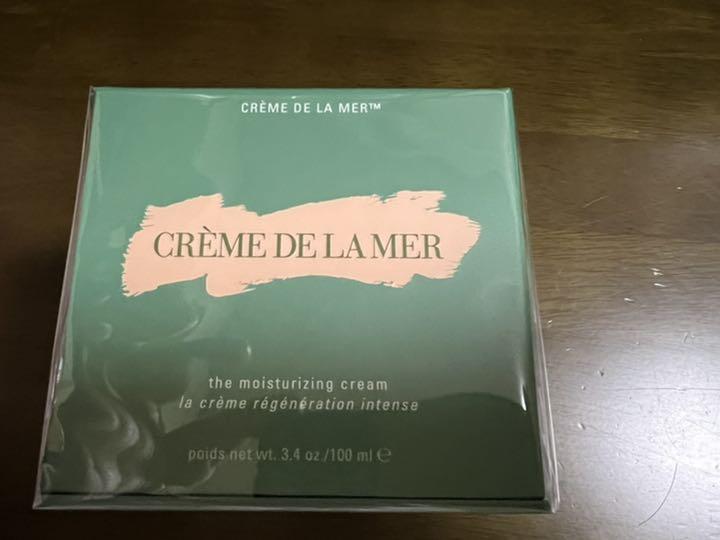 CRÈME DE LA MER™
CRÈME DE LA MER
the moisturizing cream
la crème régénération intense
poids net wt. 3.4 oz./100 ml ℮